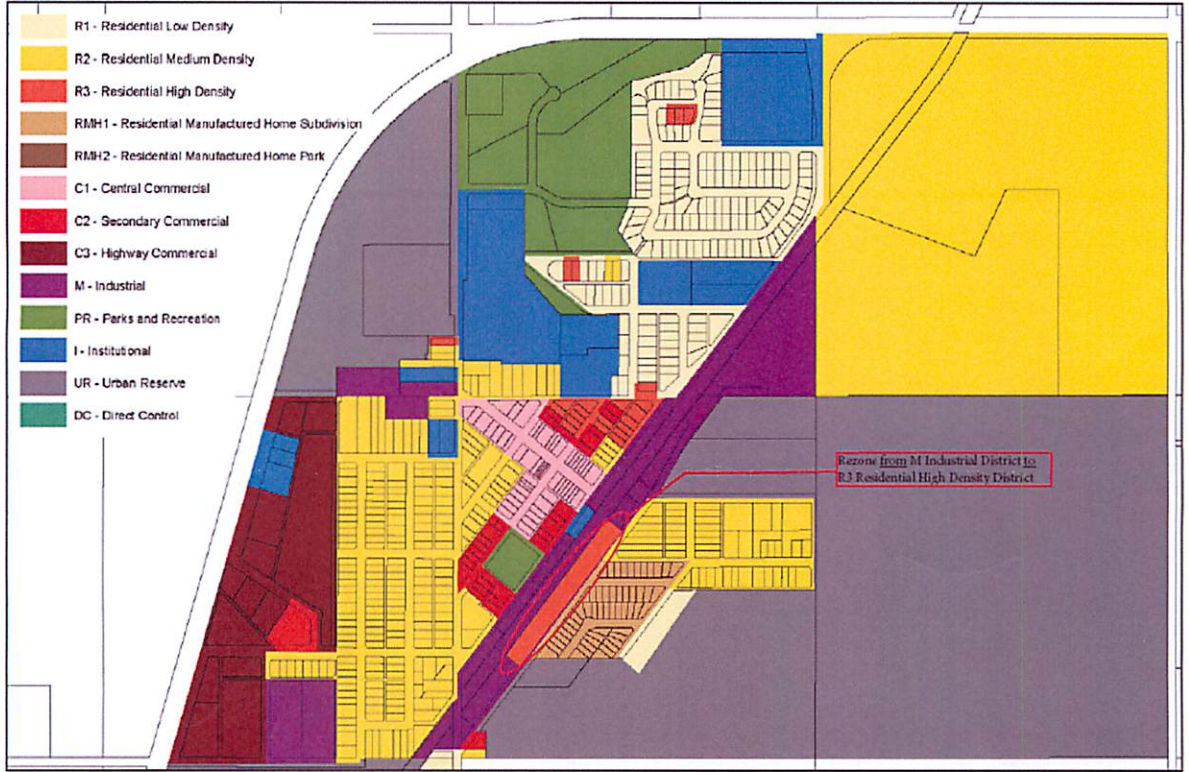 R1 - Residential Low Density
R2 - Residential Medium Density
R3 - Residential High Density
RMH1 - Residential Manufactured Home Subdivision
RMH2 - Residential Manufactured Home Park
C1 - Central Commercial
C2 - Secondary Commercial
C3 - Highway Commercial
M - Industrial
PR - Parks and Recreation
I - Institutional
UR - Urban Reserve
DC - Direct Control
Rezone from M Industrial District to
R3 Residential High Density District